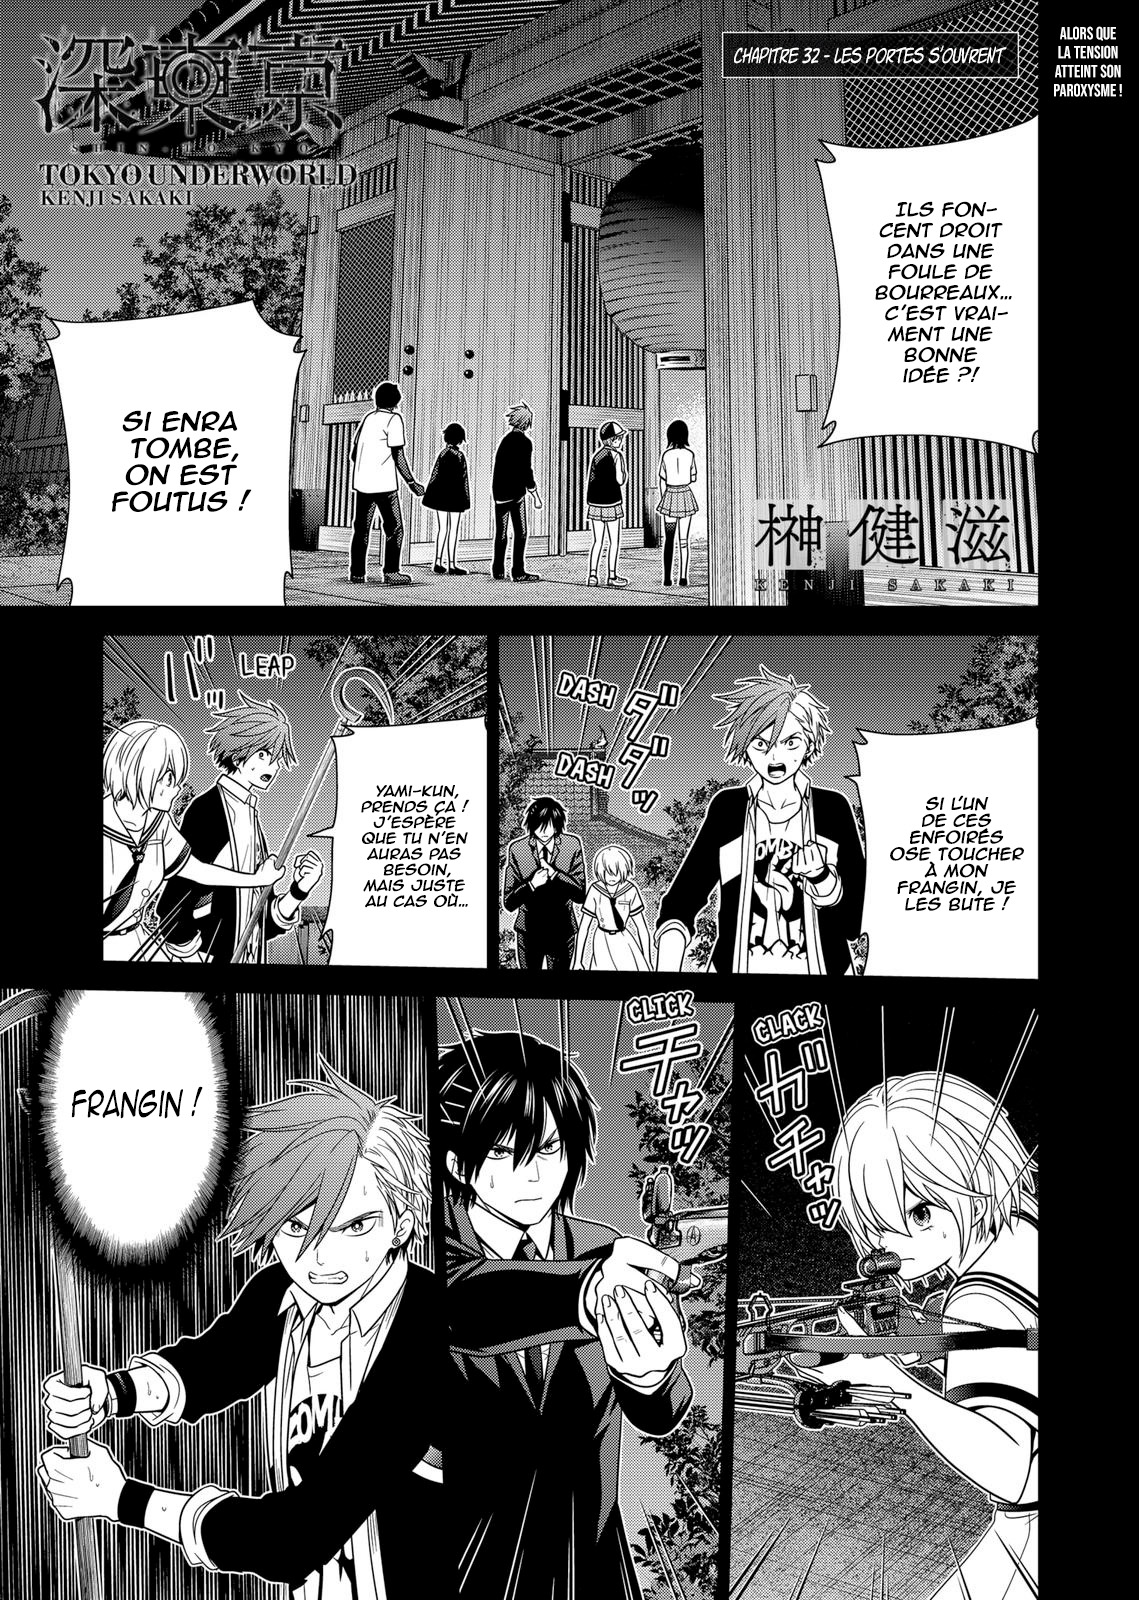 ALORS QUE
LA TENSION
ATTEINT SON
PAROXYSME !
CHAPITRE 32 - LES PORTES S'OUVRENT
深東京
SHIN-TO-KYO
TOKYO UNDERWORLD
KENJI SAKAKI
ILS FON-
CENT DROIT
DANS UNE
FOULE DE
BOURREAUX...
C'EST VRAI-
MENT UNE
BONNE
IDÉE ?!
SI ENRA
TOMBE,
ON EST
FOUTUS !
榊健滋
KENJI SAKAKI
DASH
DASH
ダダダダッ
SI L'UN
DE CES
ENFOIRÉS
OSE TOUCHER
À MON
FRANGIN, JE
LES BUTE !
LEAP
バッ
YAMI-KUN,
PRENDS ÇA !
J'ESPÈRE
QUE TU N'EN
AURAS PAS
BESOIN,
MAIS JUSTE
AU CAS OÙ...
CLACK
ガチャッ
CLICK
チャッ
FRANGIN !